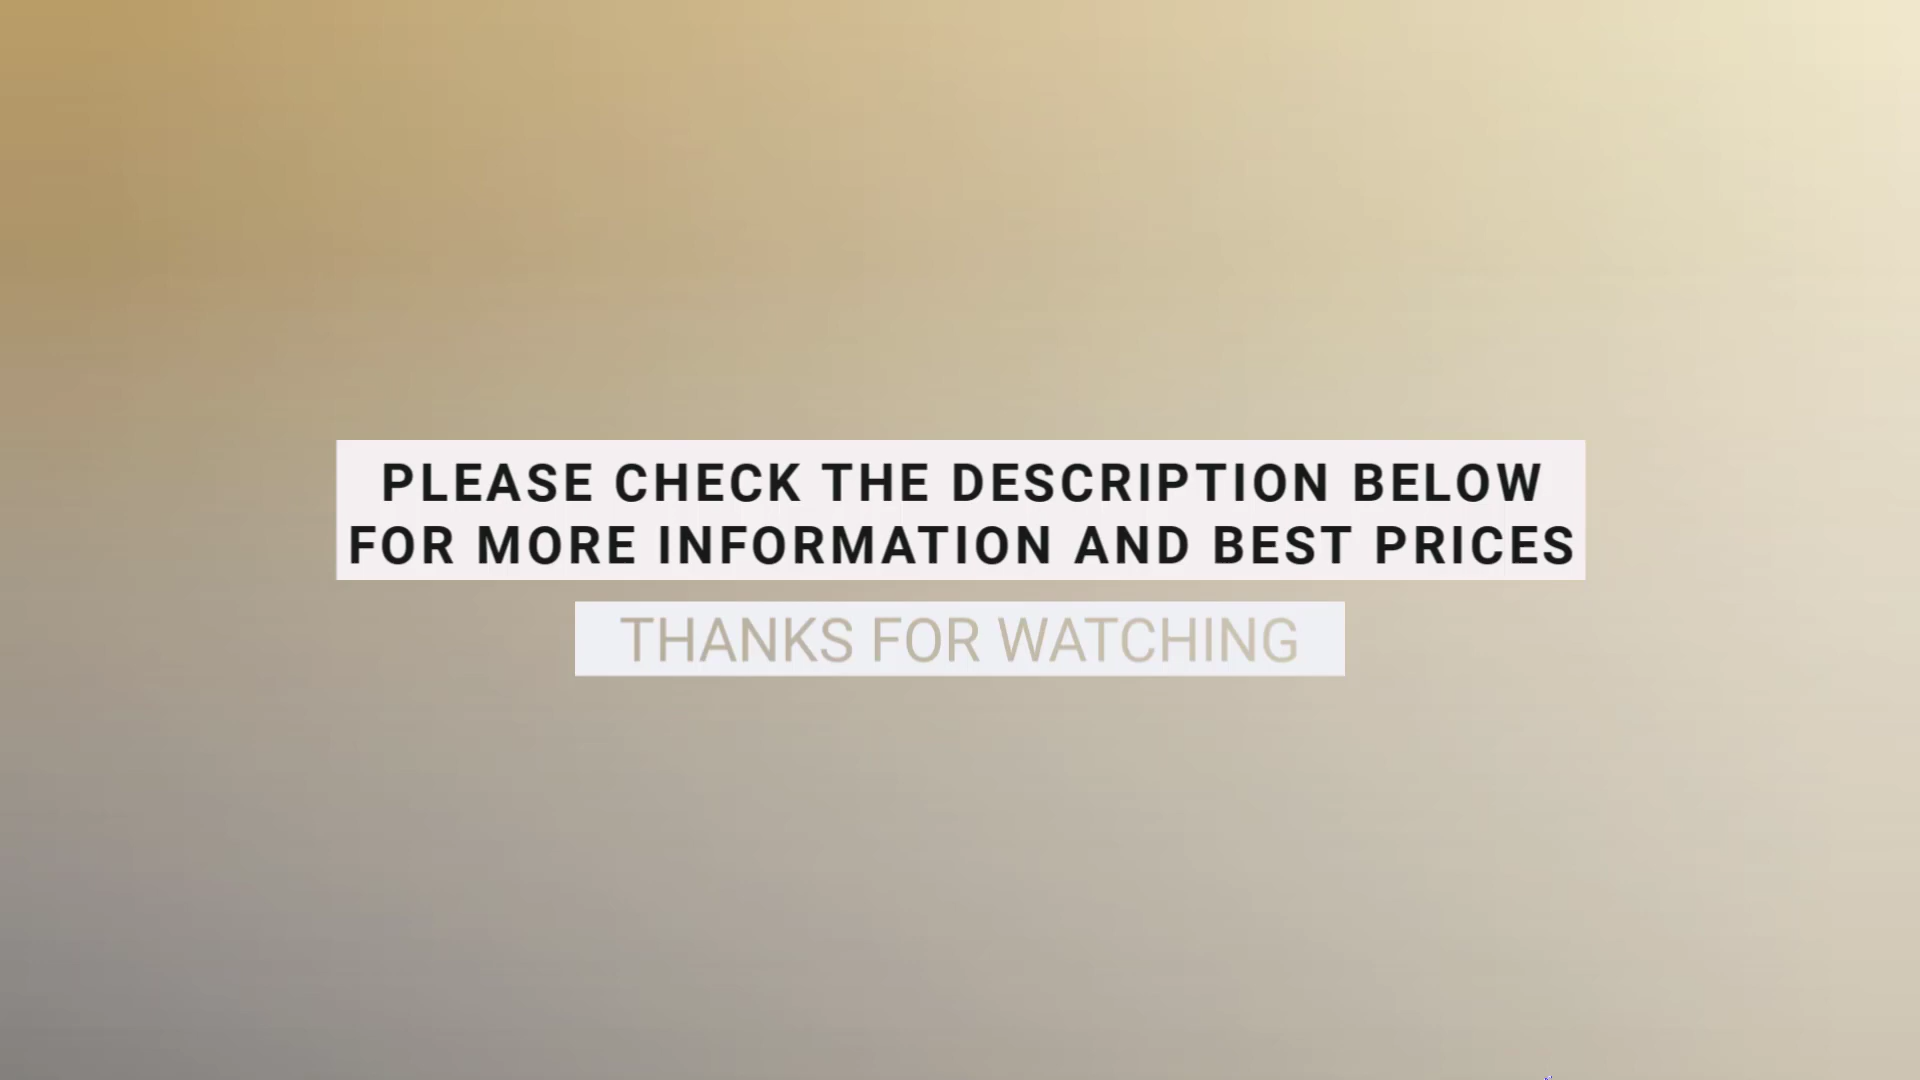 PLEASE CHECK THE DESCRIPTION BELOW
FOR MORE INFORMATION AND BEST PRICES
THANKS FOR WATCHING